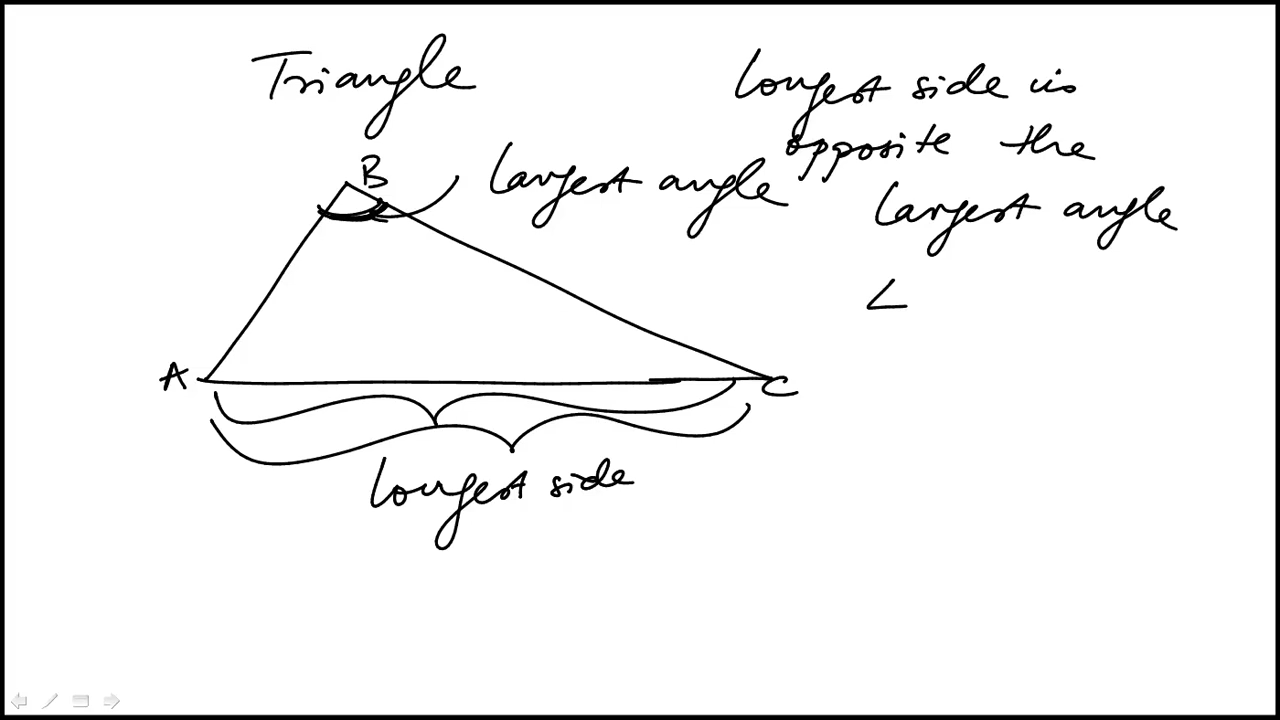 Triangle
longest side is
opposite the
largest angle
B
largest angle
∠
A
C
longest side